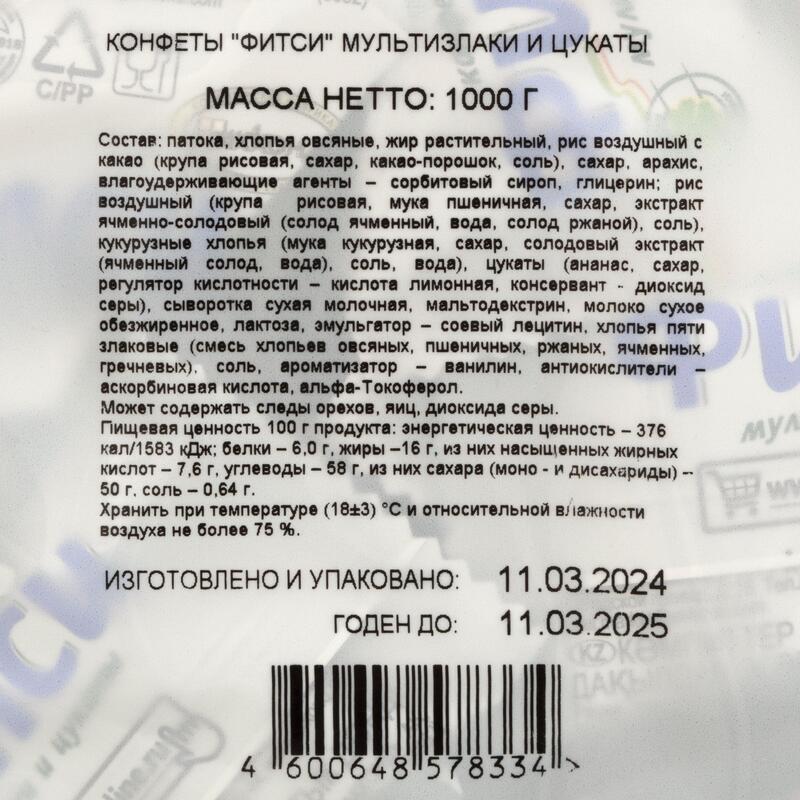 C/PP
КОНФЕТЫ "ФИТСИ" МУЛЬТИЗЛАКИ И ЦУКАТЫ
МАССА НЕТТО: 1000 Г
Состав: патока, хлопья овсяные, жир растительный, рис воздушный с
какао (крупа рисовая, сахар, какао-порошок, соль), сахар, арахис,
влагоудерживающие агенты – сорбитовый сироп, глицерин; рис
воздушный (крупа рисовая, мука пшеничная, сахар, экстракт
ячменно-солодовый (солод ячменный, вода, солод ржаной), соль),
кукурузные хлопья (мука кукурузная, сахар, солодовый экстракт
(ячменный солод, вода), соль, вода), цукаты (ананас, сахар,
регулятор кислотности – кислота лимонная, консервант - диоксид
серы), сыворотка сухая молочная, мальтодекстрин, молоко сухое
обезжиренное, лактоза, эмульгатор – соевый лецитин, хлопья пяти
злаковые (смесь хлопьев овсяных, пшеничных, ржаных, ячменных,
гречневых), соль, ароматизатор – ванилин, антиокислители –
аскорбиновая кислота, альфа-Токоферол.
Может содержать следы орехов, яиц, диоксида серы.
Пищевая ценность 100 г продукта: энергетическая ценность – 376
кал/1583 кДж; белки – 6,0 г, жиры –16 г, из них насыщенных жирных
кислот – 7,6 г, углеводы – 58 г, из них сахара (моно - и дисахариды) –
50 г, соль – 0,64 г.
Хранить при температуре (18±3) °С и относительной влажности
воздуха не более 75 %.
ИЗГОТОВЛЕНО И УПАКОВАНО: 11.03.2024
ГОДЕН ДО: 11.03.2025
4 600648 578334 >